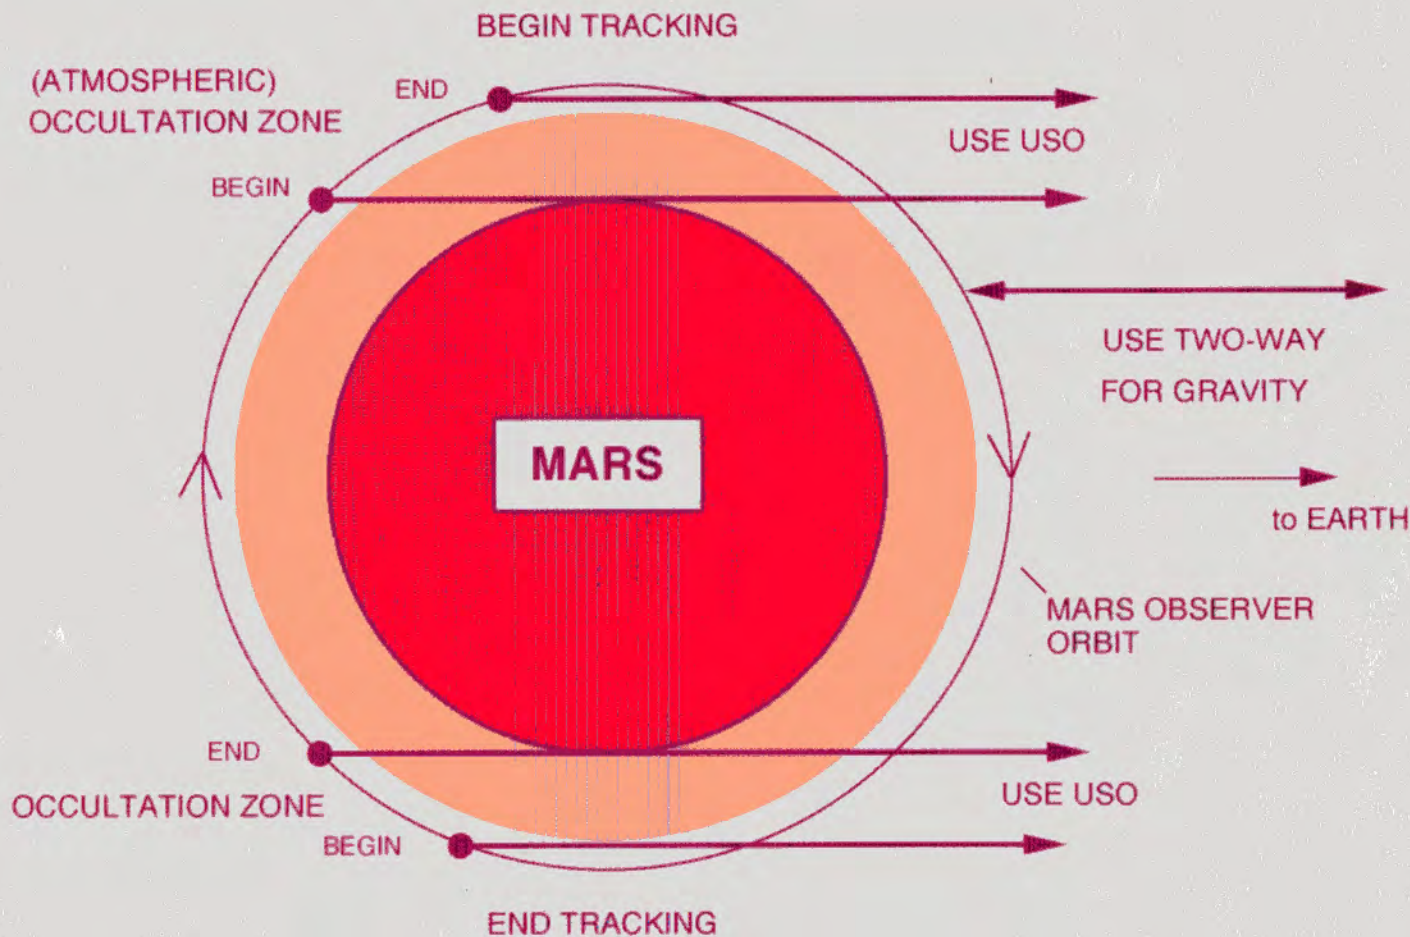 BEGIN TRACKING
(ATMOSPHERIC)
OCCULTATION ZONE
END
USE USO
BEGIN
USE TWO-WAY
FOR GRAVITY
MARS
to EARTH
MARS OBSERVER
ORBIT
END
USE USO
OCCULTATION ZONE
BEGIN
END TRACKING